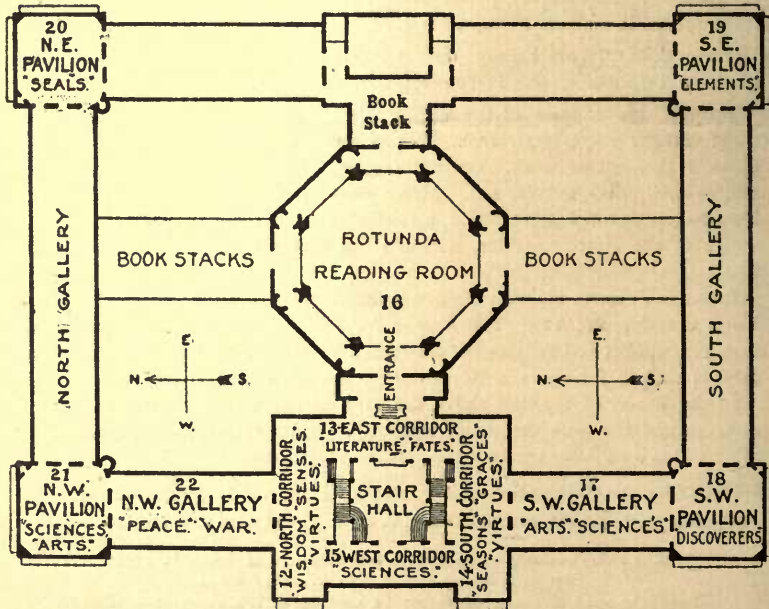 20
N.E.
PAVILION
"SEALS."
19
S.E.
PAVILION
"ELEMENTS."
Book
Stack
NORTH GALLERY
BOOK STACKS
ROTUNDA
READING ROOM
16
BOOK STACKS
SOUTH GALLERY
E.
N.
S.
W.
ENTRANCE
E.
N.
S.
W.
13-EAST CORRIDOR
"LITERATURE." "FATES."
21
N.W.
PAVILION
"SCIENCES,"
"ARTS."
22
N.W. GALLERY
"PEACE." "WAR."
12-NORTH CORRIDOR
WISDOM" "SENSES."
"VIRTUES."
STAIR
HALL
15 WEST CORRIDOR
"SCIENCES."
14-SOUTH CORRIDOR
"SEASONS" "GRACES"
"VIRTUES."
17
S.W. GALLERY
"ARTS." "SCIENCES"
18
S.W.
PAVILION
DISCOVERERS.